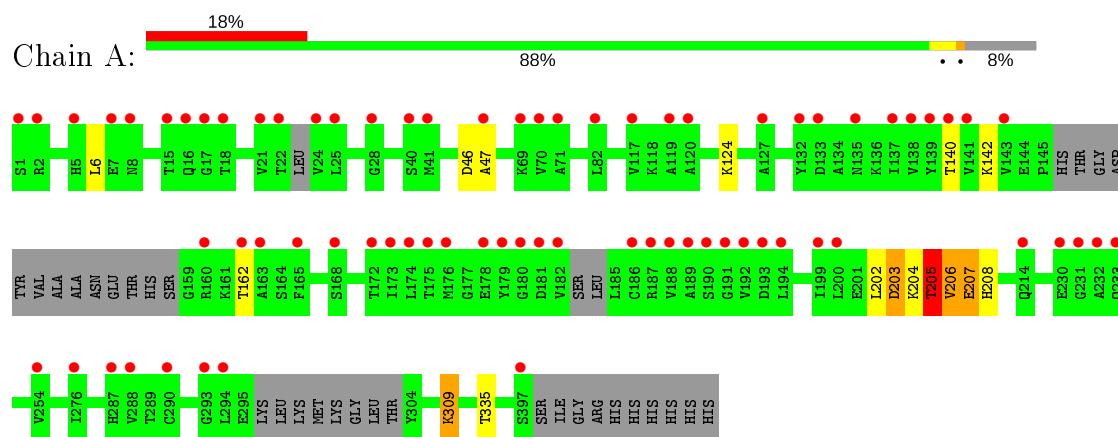 Chain A:
18%
88%
• •
8%
S1 R2 H5 L6 E7 N8 T15 Q16 G17 T18 V21 T22 LEU V24 L25 G28 S40 M41 D46 A47 K69 V70 A71 L82 V117 K118 A119 A120 K124 A127 Y132 D133 A134 N135 K136 I137 V138 Y139 T140 V141 K142 V143 E144 P145 HIS THR GLY ASP
TYR VAL ALA ALA ASN GLU THR HIS SER G159 R160 K161 T162 A163 S164 F165 S168 T172 I173 L174 T175 M176 G177 E178 Y179 G180 D181 V182 SER LEU L185 C186 R187 V188 A189 S190 G191 V192 D193 L194 I199 L200 E201 L202 D203 K204 T205 V206 E207 H208 Q214 E230 G231 A232
V254 I276 H287 V288 T289 C290 G293 L294 E295 LYS LEU LYS MET LYS GLY LEU THR Y304 K309 T335 S397 SER ILE GLY ARG HIS HIS HIS HIS HIS HIS